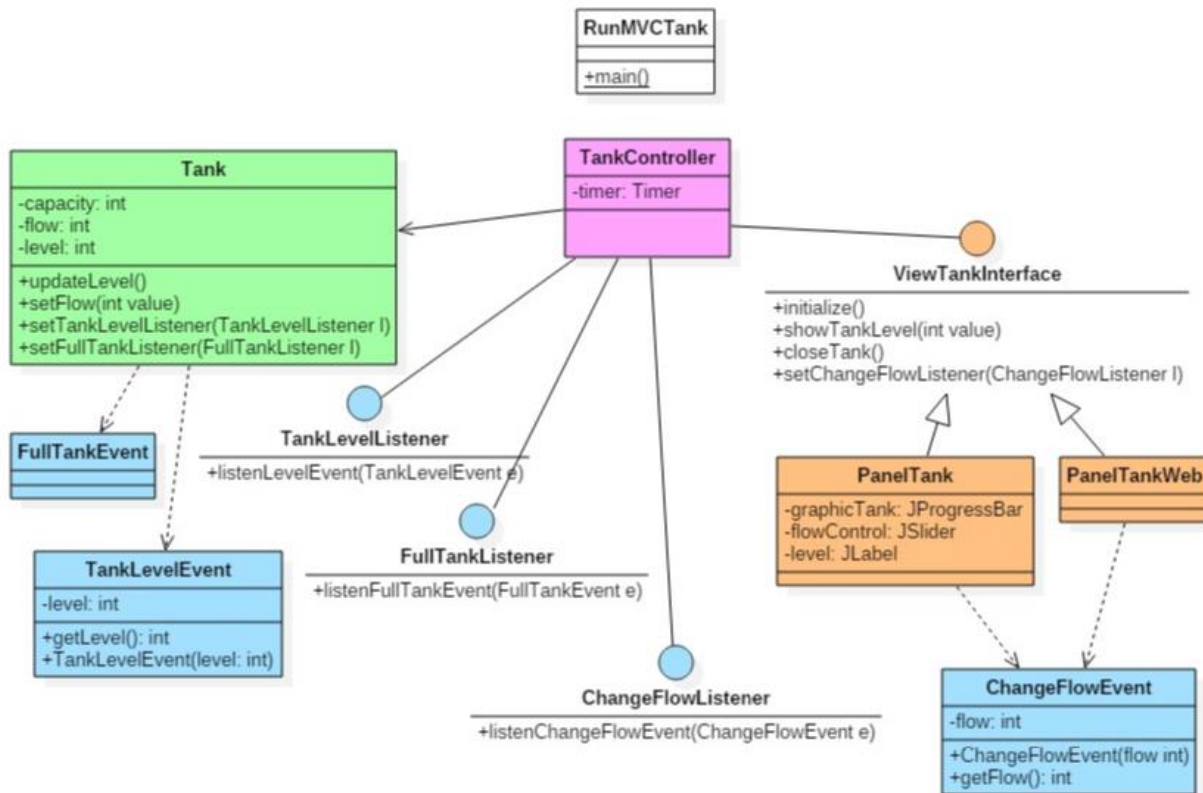 RunMVCTank
+main()
Tank
-capacity: int
-flow: int
-level: int
+updateLevel()
+setFlow(int value)
+setTankLevelListener(TankLevelListener l)
+setFullTankListener(FullTankListener l)
TankController
-timer: Timer
ViewTankInterface
+initialize()
+showTankLevel(int value)
+closeTank()
+setChangeFlowListener(ChangeFlowListener l)
TankLevelListener
+listenLevelEvent(TankLevelEvent e)
FullTankEvent
PanelTank
-graphicTank: JProgressBar
-flowControl: JSlider
-level: JLabel
PanelTankWeb
FullTankListener
+listenFullTankEvent(FullTankEvent e)
TankLevelEvent
-level: int
+getLevel(): int
+TankLevelEvent(level: int)
ChangeFlowListener
+listenChangeFlowEvent(ChangeFlowEvent e)
ChangeFlowEvent
-flow: int
+ChangeFlowEvent(flow int)
+getFlow(): int